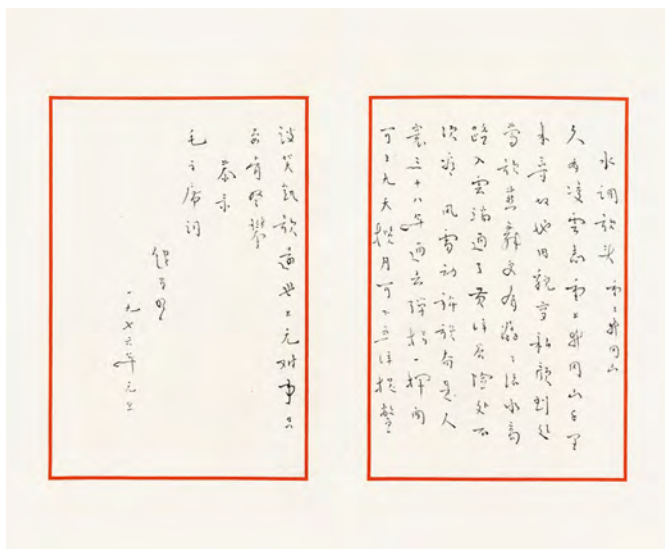 水调歌头 重上井冈山
久有凌雲志重上井冈山千里
来寻故地旧貌变新颜到处
莺歌燕舞更有潺々流水高
路入雲端过了黄洋界险处不
须看 风雷动旌旗奋是人
寰三十八年过去弹指一挥间
可上九天揽月可下五洋捉鳖
谈笑凯歌还世上无难事只
要肯登攀
恭录
毛主席词
一九七六年元旦